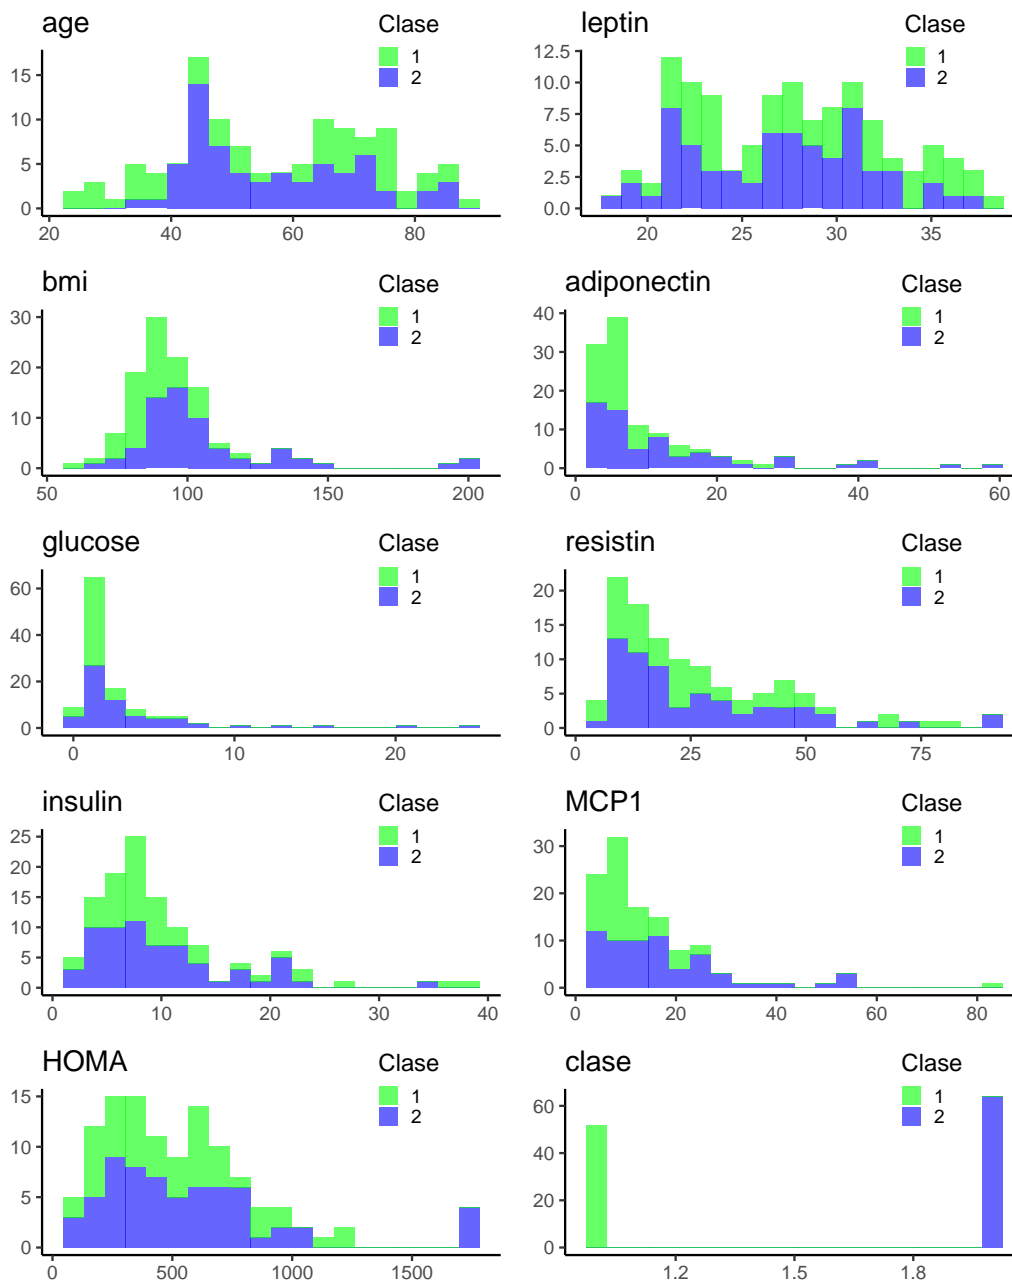 age
Clase
1
2
15
10
5
0
20 40 60 80
leptin
Clase
1
2
12.5
10.0
7.5
5.0
2.5
0.0
20 25 30 35
bmi
Clase
1
2
30
20
10
0
50 100 150 200
adiponectin
Clase
1
2
40
30
20
10
0
0 20 40 60
glucose
Clase
1
2
60
40
20
0
0 10 20
resistin
Clase
1
2
20
15
10
5
0
0 25 50 75
insulin
Clase
1
2
25
20
15
10
5
0
0 10 20 30 40
MCP1
Clase
1
2
30
20
10
0
0 20 40 60 80
HOMA
Clase
1
2
15
10
5
0
0 500 1000 1500
clase
Clase
1
2
60
40
20
0
1.2 1.5 1.8